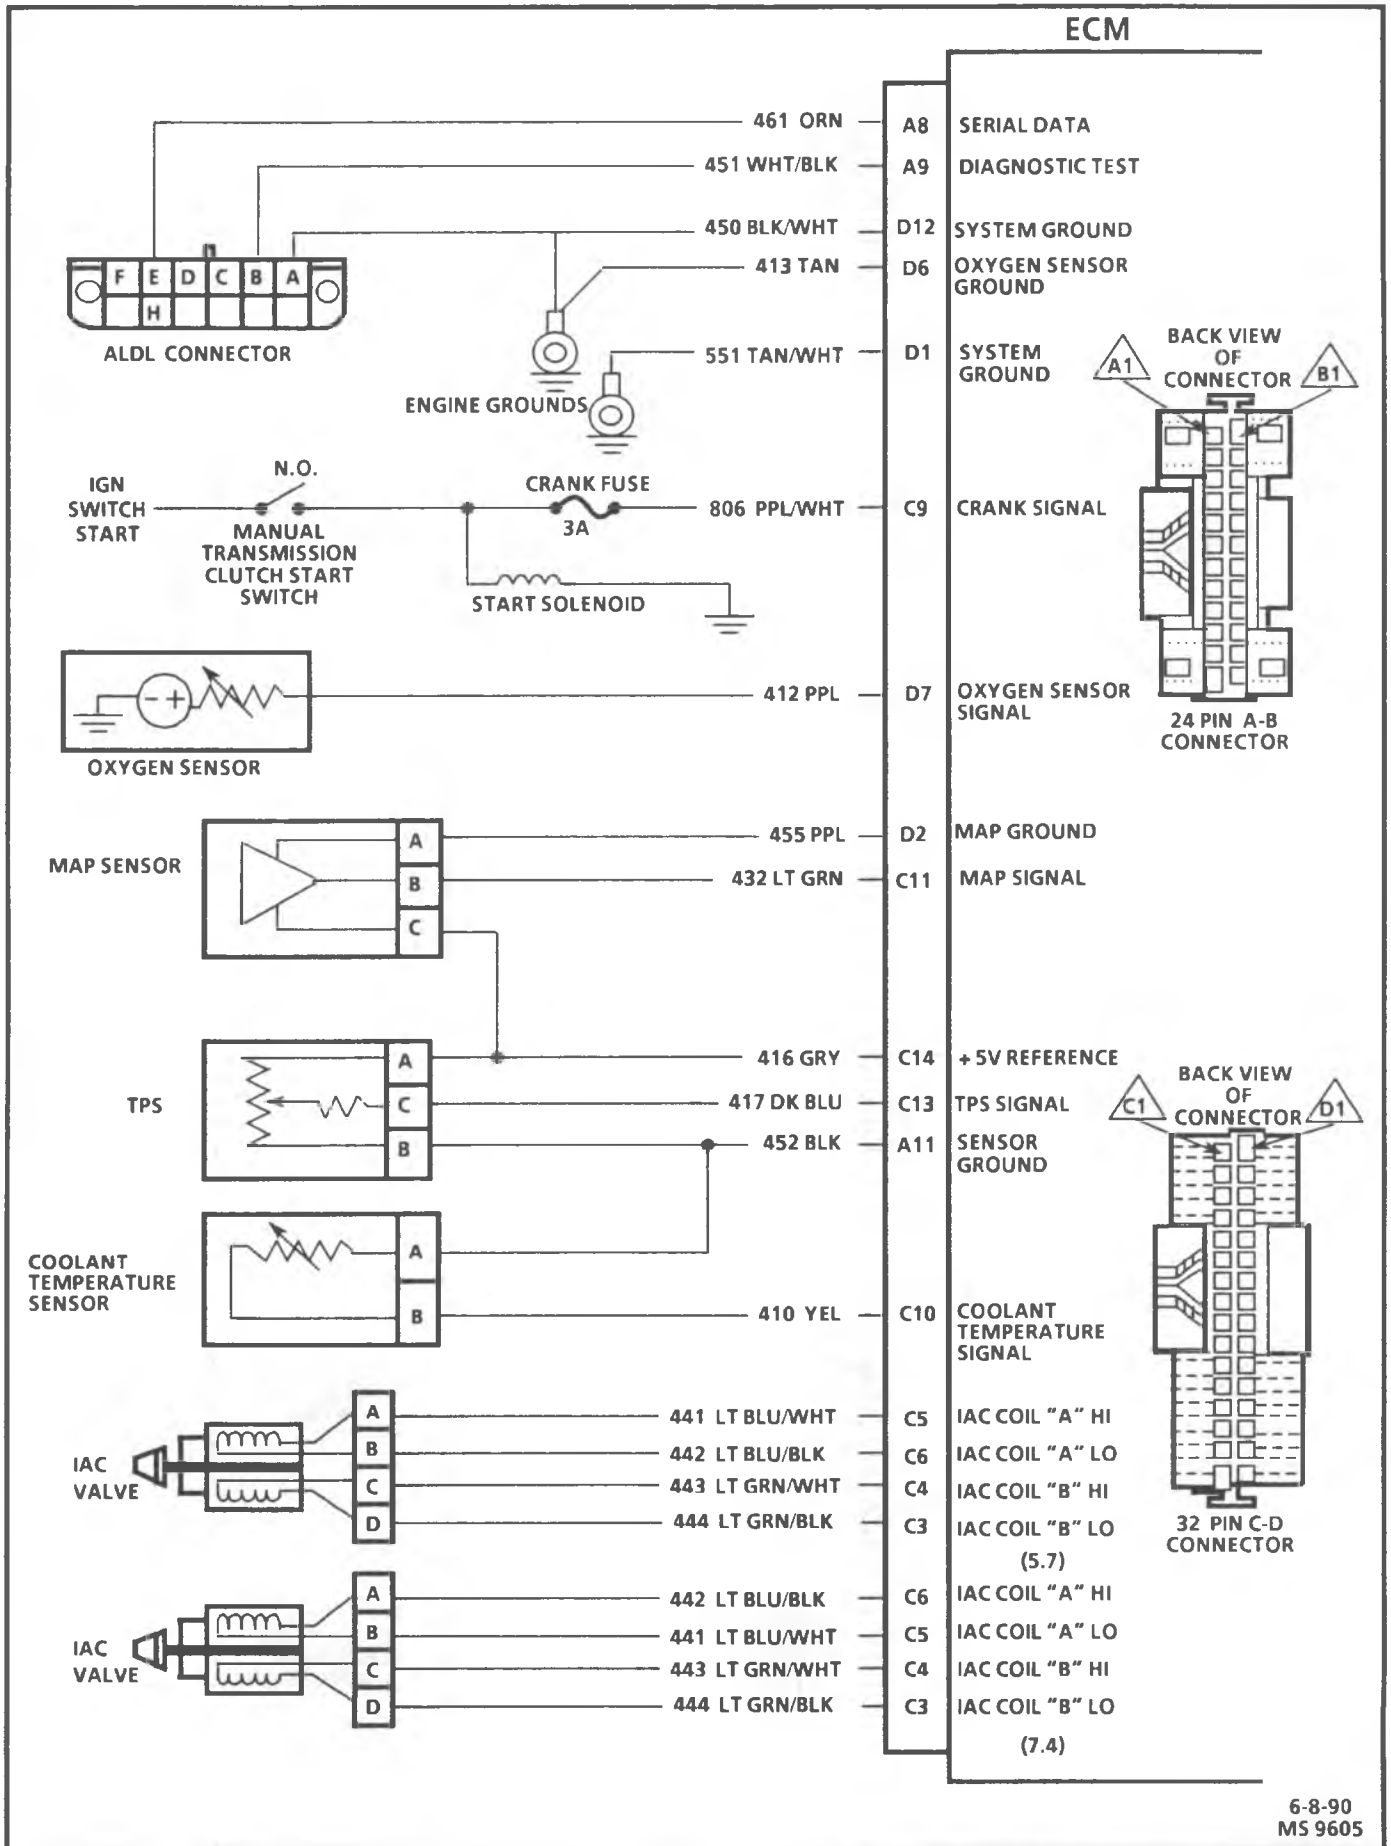 ECM
461 ORN A8 SERIAL DATA
451 WHT/BLK A9 DIAGNOSTIC TEST
450 BLK/WHT D12 SYSTEM GROUND
413 TAN D6 OXYGEN SENSOR
GROUND
F E D C B A
H
ALDL CONNECTOR
551 TAN/WHT D1 SYSTEM
GROUND
ENGINE GROUNDS
BACK VIEW
OF
CONNECTOR
A1
B1
24 PIN A-B
CONNECTOR
IGN
SWITCH
START
N.O.
MANUAL
TRANSMISSION
CLUTCH START
SWITCH
CRANK FUSE
3A
806 PPL/WHT C9 CRANK SIGNAL
START SOLENOID
- +
OXYGEN SENSOR
412 PPL D7 OXYGEN SENSOR
SIGNAL
MAP SENSOR
A 455 PPL D2 MAP GROUND
B 432 LT GRN C11 MAP SIGNAL
C
TPS
A 416 GRY C14 + 5V REFERENCE
C 417 DK BLU C13 TPS SIGNAL
B 452 BLK A11 SENSOR
GROUND
BACK VIEW
OF
CONNECTOR
C1
D1
32 PIN C-D
CONNECTOR
COOLANT
TEMPERATURE
SENSOR
A
B 410 YEL C10 COOLANT
TEMPERATURE
SIGNAL
IAC
VALVE
A 441 LT BLU/WHT C5 IAC COIL "A" HI
B 442 LT BLU/BLK C6 IAC COIL "A" LO
C 443 LT GRN/WHT C4 IAC COIL "B" HI
D 444 LT GRN/BLK C3 IAC COIL "B" LO
(5.7)
IAC
VALVE
A 442 LT BLU/BLK C6 IAC COIL "A" HI
B 441 LT BLU/WHT C5 IAC COIL "A" LO
C 443 LT GRN/WHT C4 IAC COIL "B" HI
D 444 LT GRN/BLK C3 IAC COIL "B" LO
(7.4)
6-8-90
MS 9605